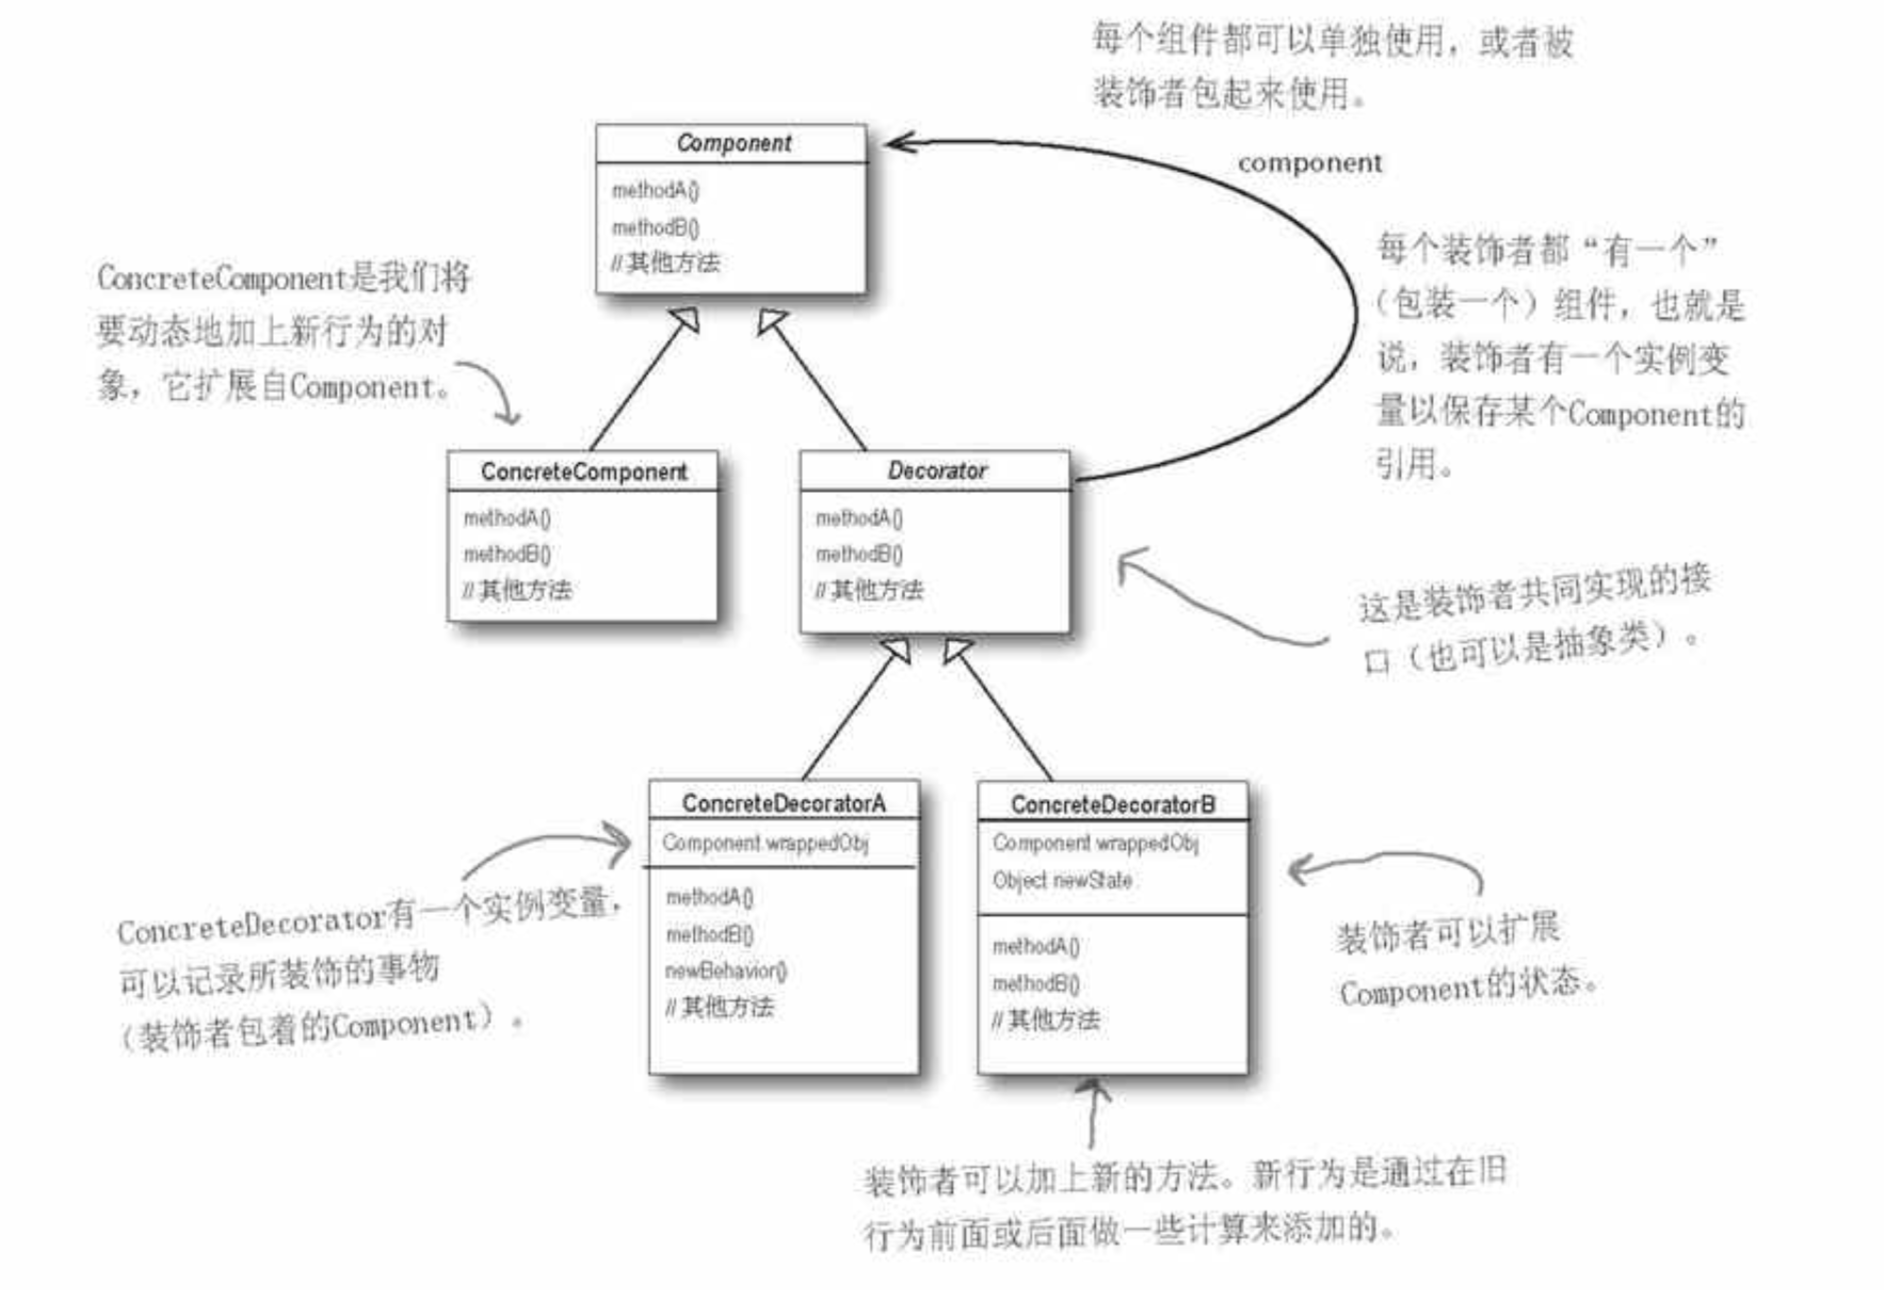 每个组件都可以单独使用，或者被
装饰者包起来使用。
Component
methodA()
methodB()
// 其他方法
component
ConcreteComponent是我们将
要动态地加上新行为的对
象，它扩展自Component。
每个装饰者都“有一个”
（包装一个）组件，也就是
说，装饰者有一个实例变
量以保存某个Component的
引用。
ConcreteComponent
methodA()
methodB()
// 其他方法
Decorator
methodA()
methodB()
// 其他方法
这是装饰者共同实现的接
口（也可以是抽象类）。
ConcreteDecoratorA
Component wrappedObj
methodA()
methodB()
newBehavior()
// 其他方法
ConcreteDecoratorB
Component wrappedObj
Object newState
methodA()
methodB()
// 其他方法
ConcreteDecorator有一个实例变量，
可以记录所装饰的事物
（装饰者包着的Component）。
装饰者可以扩展
Component的状态。
装饰者可以加上新的方法。新行为是通过在旧
行为前面或后面做一些计算来添加的。